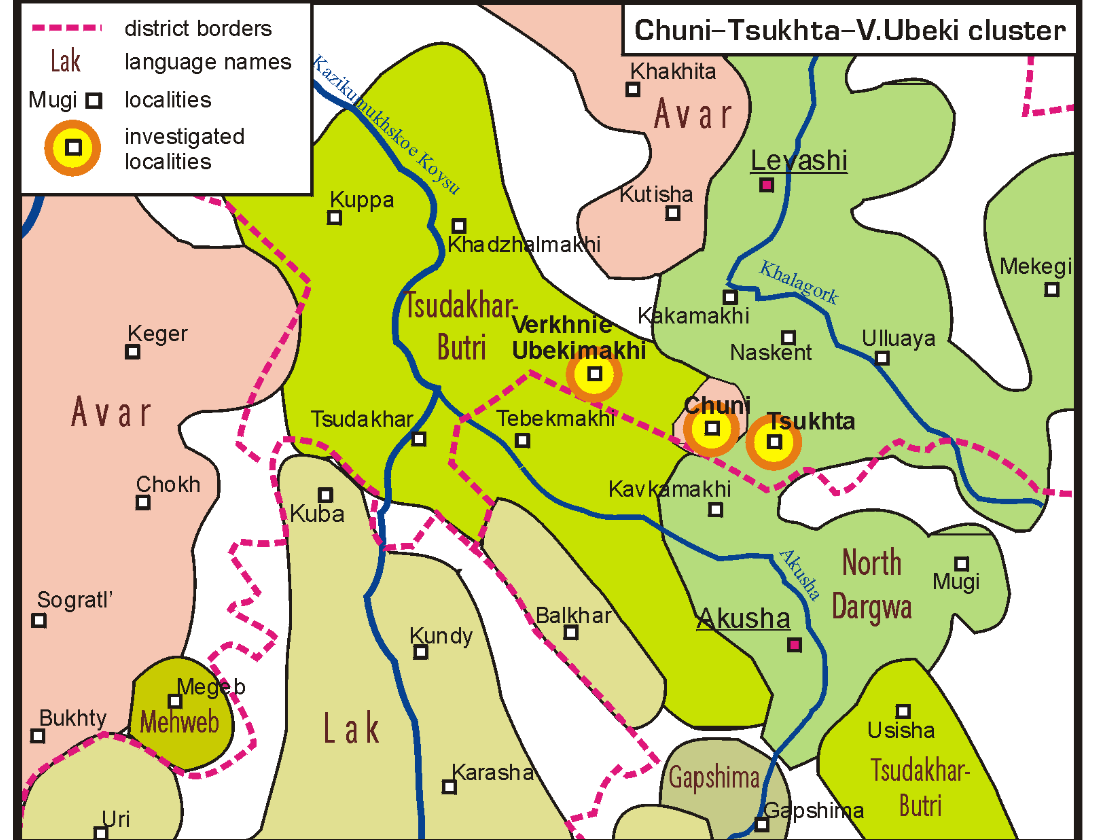 Chuni–Tsukhta–V.Ubeki cluster
district borders
Lak
language names
Mugi
localities
investigated
localities
Kazikumukhskoe Koysu
Khakhita
Avar
Levashi
Kutisha
Kuppa
Khadzhalmakhi
Khalagork
Mekegi
Tsudakhar-
Butri
Kakamakhi
Verkhnie
Ubekimakhi
Naskent
Ulluaya
Keger
Avar
Chuni
Tsukhta
Tsudakhar
Tebekmakhi
Chokh
Kuba
Kavkamakhi
Akusha
North
Dargwa
Mugi
Sogratl'
Balkhar
Akusha
Kundy
Megeb
Mehweb
Bukhty
Lak
Usisha
Karasha
Gapshima
Tsudakhar-
Butri
Gapshima
Uri